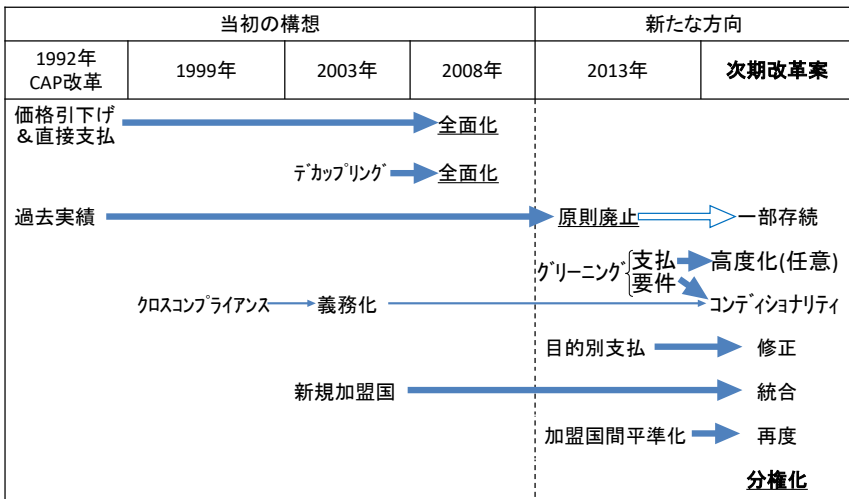 当初の構想
新たな方向
1992年
CAP改革
1999年
2003年
2008年
2013年
次期改革案
価格引下げ
&直接支払
全面化
デカップリング
全面化
過去実績
原則廃止
一部存続
グリーニング
支払
要件
高度化(任意)
クロスコンプライアンス
義務化
コンディショナリティ
目的別支払
修正
新規加盟国
統合
加盟国間平準化
再度
分権化